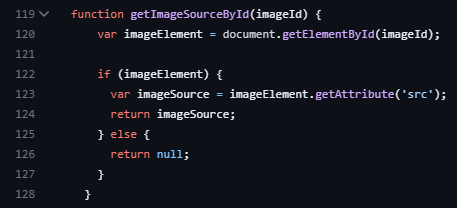 119 function getImageSourceById(imageId) {
120     var imageElement = document.getElementById(imageId);
121
122     if (imageElement) {
123       var imageSource = imageElement.getAttribute('src');
124       return imageSource;
125     } else {
126       return null;
127     }
128   }